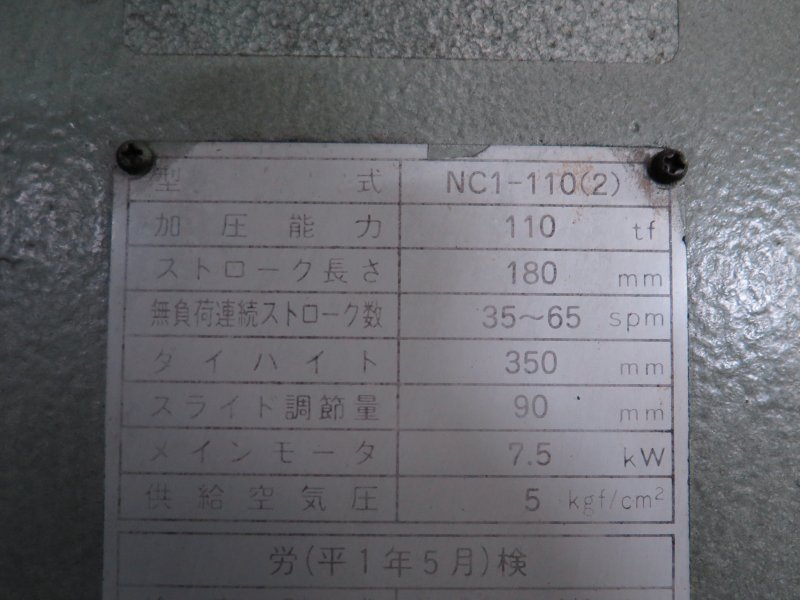 型式 NC1-110(2)
加圧能力 110 tf
ストローク長さ 180 mm
無負荷連続ストローク数 35～65 spm
タイハイト 350 mm
スライド調節量 90 mm
メインモータ 7.5 kW
供給空気圧 5 kgf/cm²
労(平1年5月)検